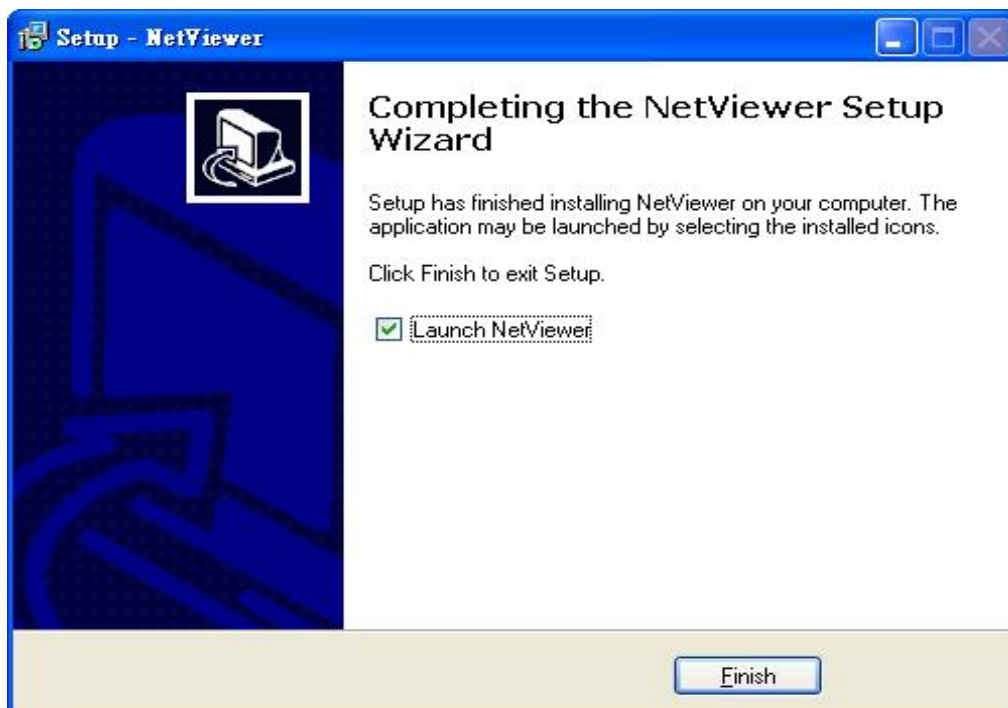 Setup - NetViewer
Completing the NetViewer Setup
Wizard
Setup has finished installing NetViewer on your computer. The
application may be launched by selecting the installed icons.
Click Finish to exit Setup.
Launch NetViewer
Finish